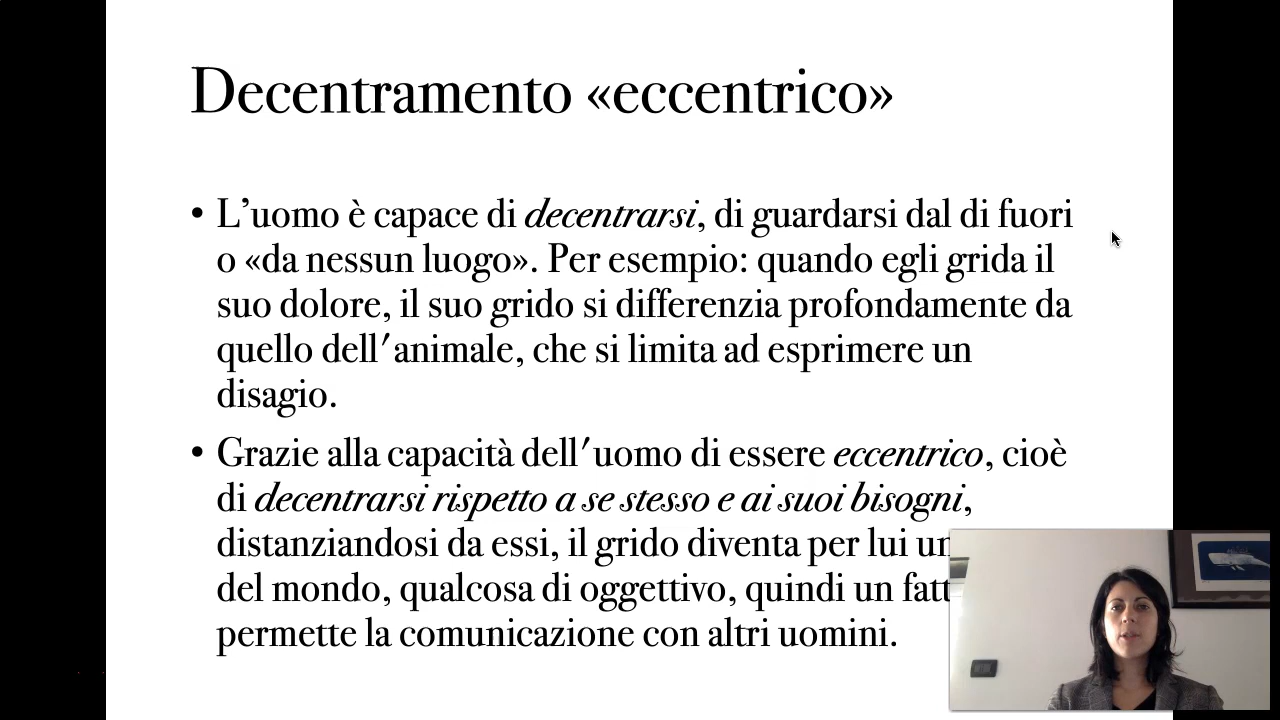 Decentramento «eccentrico»
• L’uomo è capace di decentrarsi, di guardarsi dal di fuori
o «da nessun luogo». Per esempio: quando egli grida il
suo dolore, il suo grido si differenzia profondamente da
quello dell'animale, che si limita ad esprimere un
disagio.
• Grazie alla capacità dell'uomo di essere eccentrico, cioè
di decentrarsi rispetto a se stesso e ai suoi bisogni,
distanziandosi da essi, il grido diventa per lui
del mondo, qualcosa di oggettivo, quindi un
permette la comunicazione con altri uomini.